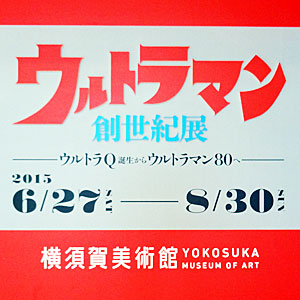 ウルトラマン
創世紀展
ウルトラQ誕生からウルトラマン80へ
2015
6/27 SAT — 8/30 SUN
横須賀美術館 YOKOSUKA MUSEUM OF ART